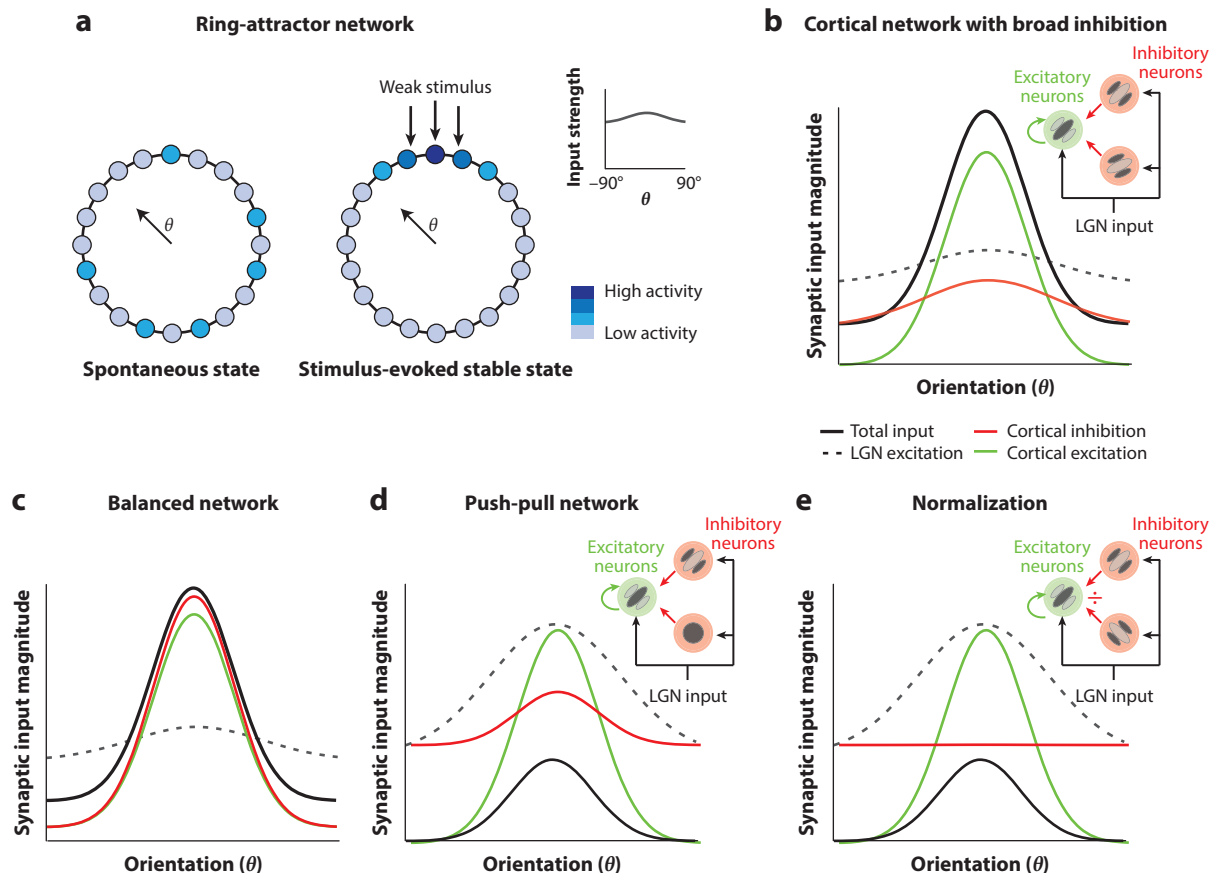 a Ring-attractor network
Weak stimulus
θ
Spontaneous state
θ
Stimulus-evoked stable state
Input strength
–90° 90°
θ
High activity
Low activity
b Cortical network with broad inhibition
Synaptic input magnitude
Orientation (θ)
Excitatory
neurons
Inhibitory
neurons
LGN input
Total input
LGN excitation
Cortical inhibition
Cortical excitation
c Balanced network
Synaptic input magnitude
Orientation (θ)
d Push-pull network
Synaptic input magnitude
Orientation (θ)
Excitatory
neurons
Inhibitory
neurons
LGN input
e Normalization
Synaptic input magnitude
Orientation (θ)
Excitatory
neurons
Inhibitory
neurons
÷
LGN input